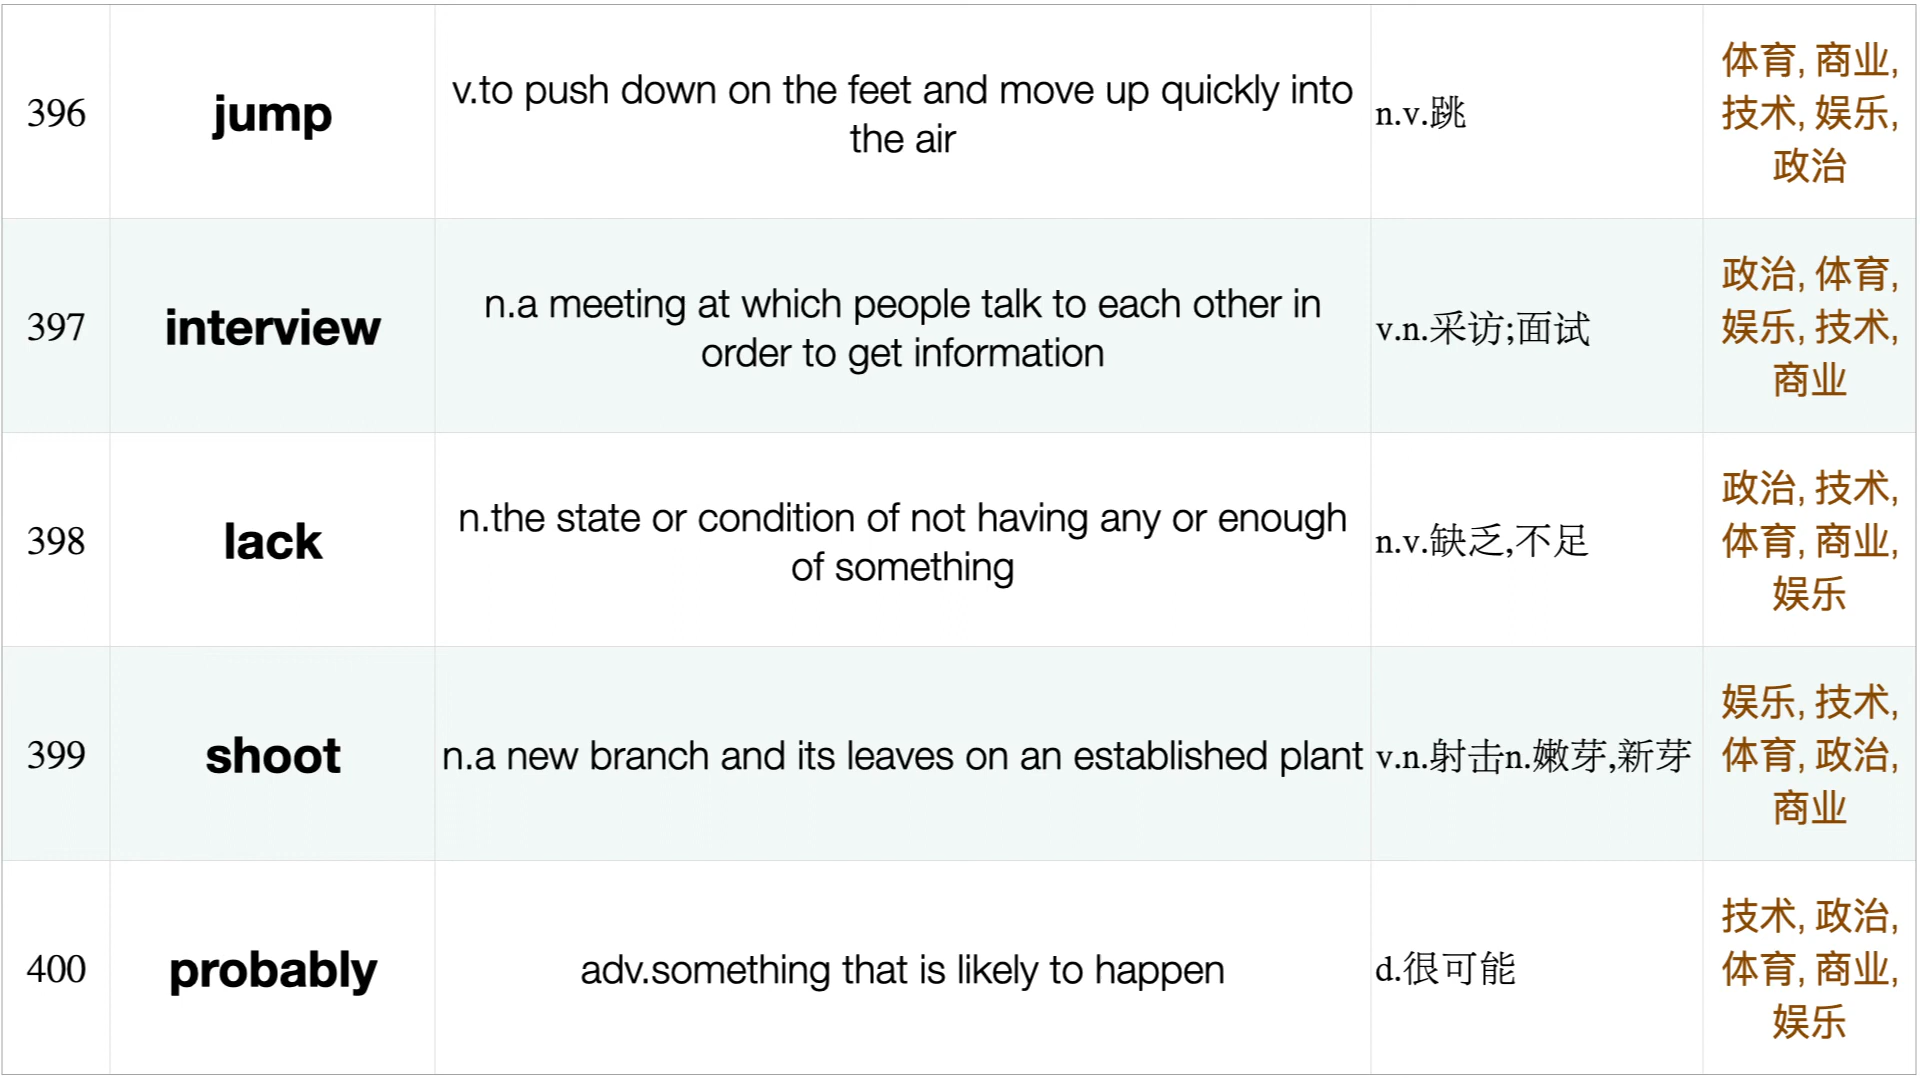 396
jump
v.to push down on the feet and move up quickly into
the air
n.v.跳
体育, 商业,
技术, 娱乐,
政治
397
interview
n.a meeting at which people talk to each other in
order to get information
v.n.采访;面试
政治, 体育,
娱乐, 技术,
商业
398
lack
n.the state or condition of not having any or enough
of something
n.v.缺乏,不足
政治, 技术,
体育, 商业,
娱乐
399
shoot
n.a new branch and its leaves on an established plant
v.n.射击n.嫩芽,新芽
娱乐, 技术,
体育, 政治,
商业
400
probably
adv.something that is likely to happen
d.很可能
技术, 政治,
体育, 商业,
娱乐